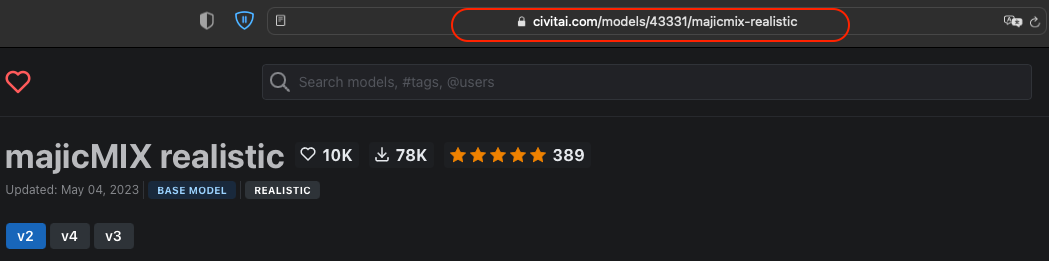 civitai.com/models/43331/majicmix-realistic
Search models, #tags, @users
majicMIX realistic 10K 78K 389
Updated: May 04, 2023 BASE MODEL REALISTIC
v2 v4 v3